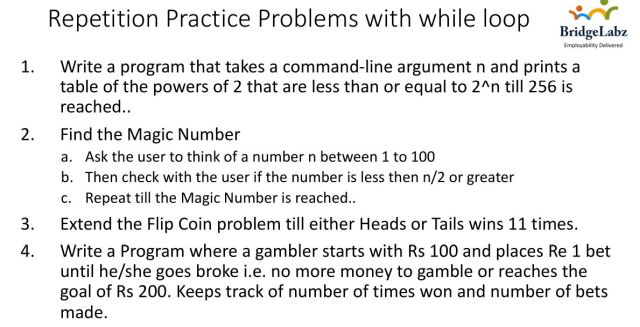 Repetition Practice Problems with while loop
BridgeLabz
Employability Delivered
1. Write a program that takes a command-line argument n and prints a
table of the powers of 2 that are less than or equal to 2^n till 256 is
reached..
2. Find the Magic Number
a. Ask the user to think of a number n between 1 to 100
b. Then check with the user if the number is less then n/2 or greater
c. Repeat till the Magic Number is reached..
3. Extend the Flip Coin problem till either Heads or Tails wins 11 times.
4. Write a Program where a gambler starts with Rs 100 and places Re 1 bet
until he/she goes broke i.e. no more money to gamble or reaches the
goal of Rs 200. Keeps track of number of times won and number of bets
made.